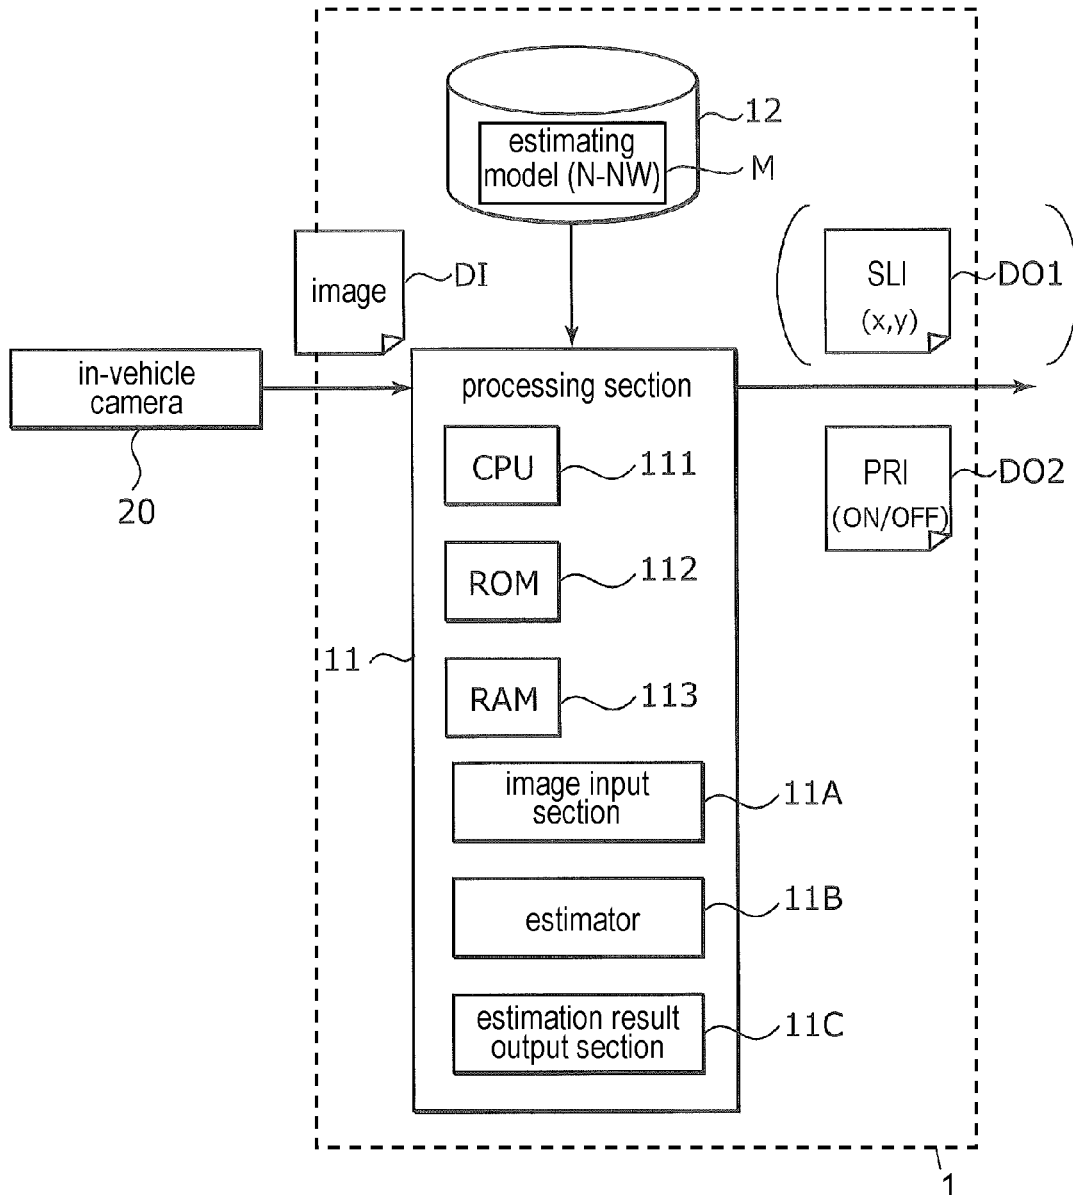 12
estimating
model (N-NW)
M
image
DI
SLI
(x,y)
DO1
in-vehicle
camera
20
processing section
PRI
(ON/OFF)
DO2
CPU
111
ROM
112
11
RAM
113
image input
section
11A
estimator
11B
estimation result
output section
11C
1